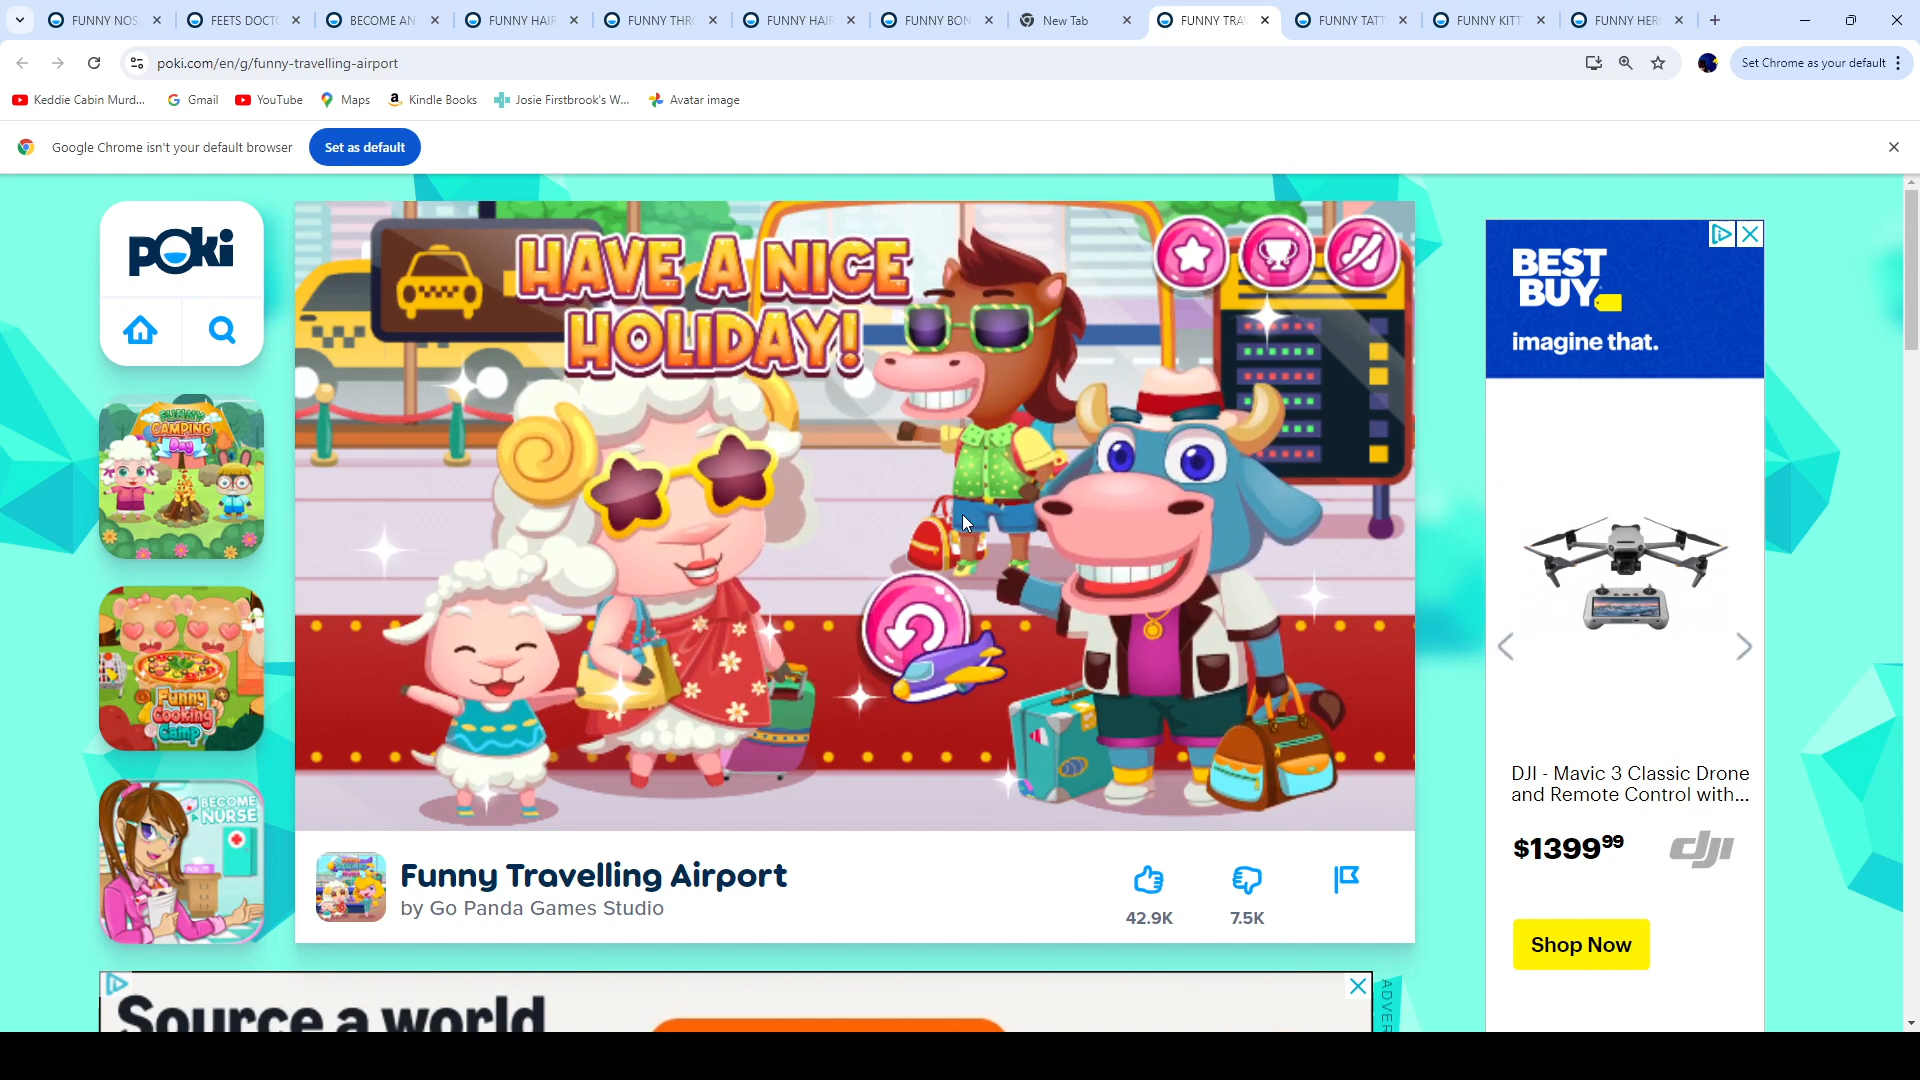 FUNNY NOS
FEETS DOCT
BECOME AN
FUNNY HAIR
FUNNY THR
FUNNY HAIR
FUNNY BON
New Tab
FUNNY TRA
FUNNY TATT
FUNNY KITT
FUNNY HER
poki.com/en/g/funny-travelling-airport
Set Chrome as your default
Keddie Cabin Murd...
Gmail
YouTube
Maps
Kindle Books
Josie Firstbrook's W...
Avatar image
Google Chrome isn't your default browser
Set as default
poki
HAVE A NICE
HOLIDAY!
FUNNY
CAMPING
Day
Funny
Cooking
Camp
BECOME
NURSE
BEST
BUY
imagine that.
DJI - Mavic 3 Classic Drone
and Remote Control with...
$139999
dji
Shop Now
Funny Travelling Airport
by Go Panda Games Studio
42.9K
7.5K
Source a world
ADVER